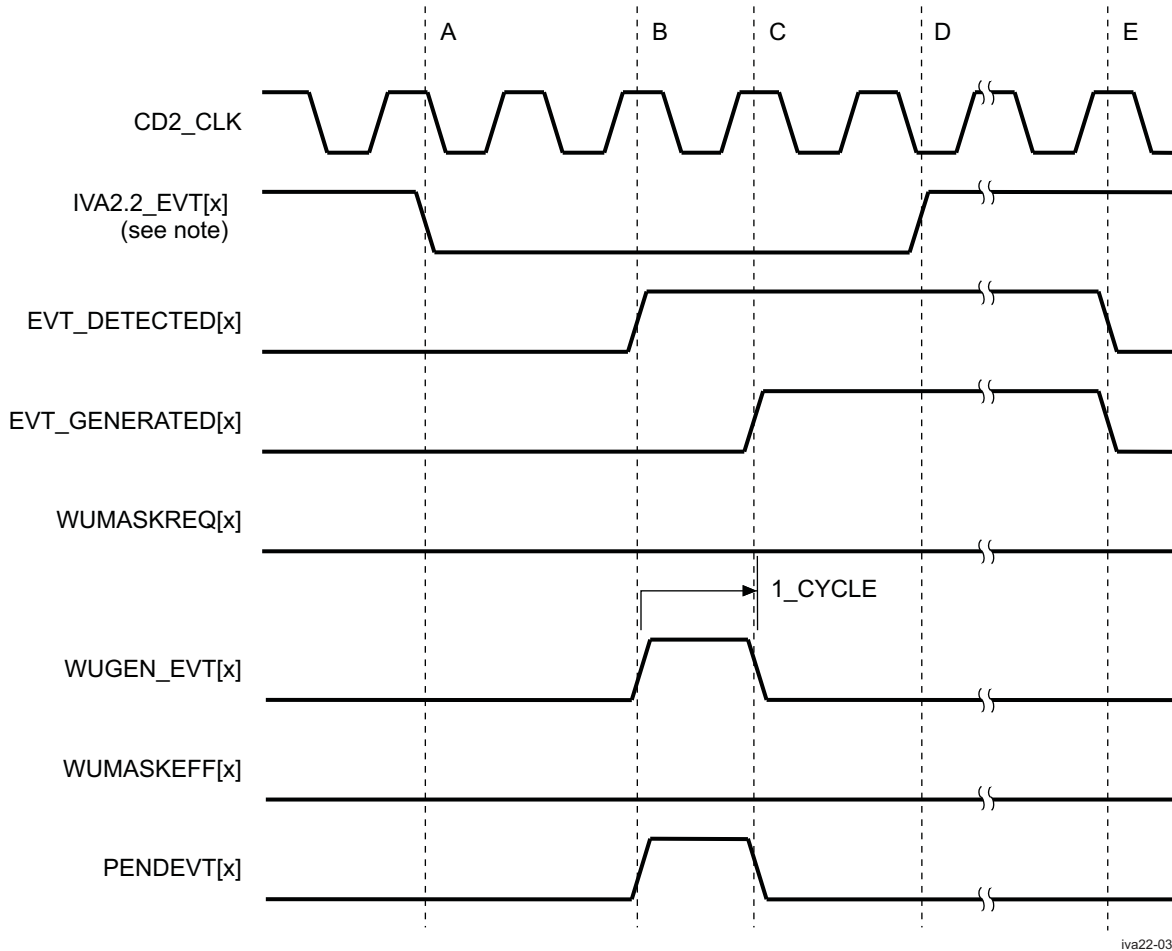 A
B
C
D
E
CD2_CLK
IVA2.2_EVT[x]
(see note)
EVT_DETECTED[x]
EVT_GENERATED[x]
WUMASKREQ[x]
1_CYCLE
WUGEN_EVT[x]
WUMASKEFF[x]
PENDEVT[x]
iva22-03